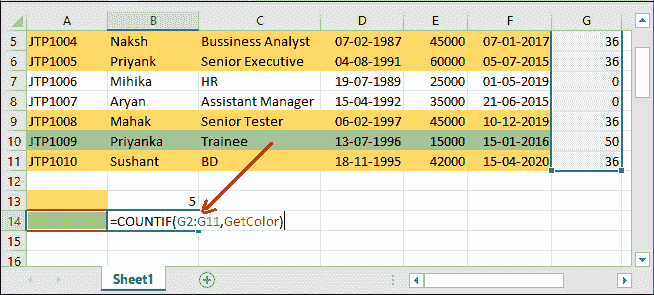 A B C D E F G
5 JTP1004 Naksh Bussiness Analyst 07-02-1987 45000 07-01-2017 36
6 JTP1005 Priyank Senior Executive 04-08-1991 60000 05-07-2015 36
7 JTP1006 Mihika HR 19-07-1989 25000 01-05-2019 0
8 JTP1007 Aryan Assistant Manager 15-04-1992 35000 21-06-2015 0
9 JTP1008 Mahak Senior Tester 06-02-1997 45000 10-12-2019 36
10 JTP1009 Priyanka Trainee 13-07-1996 15000 15-01-2016 50
11 JTP1010 Sushant BD 18-11-1995 42000 15-04-2020 36
12
13 5
14 =COUNTIF(G2:G11,GetColor)
15
16
Sheet1